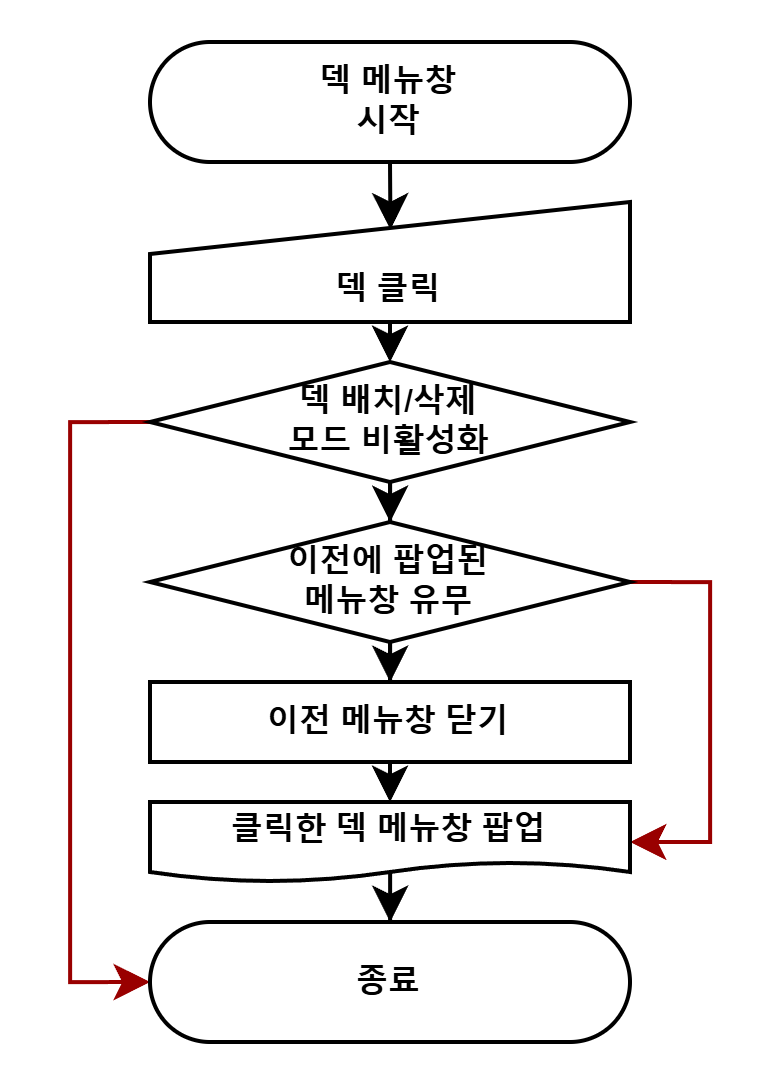 덱 메뉴창
시작
덱 클릭
덱 배치/삭제
모드 비활성화
이전에 팝업된
메뉴창 유무
이전 메뉴창 닫기
클릭한 덱 메뉴창 팝업
종료